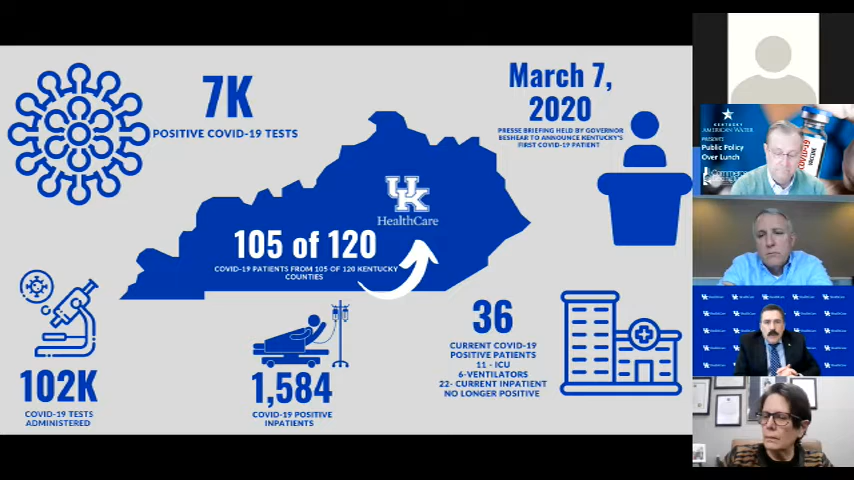 7K
POSITIVE COVID-19 TESTS
March 7,
2020
PRESSE BRIEFING HELD BY GOVERNOR
BESHEAR TO ANNOUNCE KENTUCKY'S
FIRST COVID-19 PATIENT
UK
HealthCare
105 of 120
COVID-19 PATIENTS FROM 105 OF 120 KENTUCKY
COUNTIES
102K
COVID-19 TESTS
ADMINISTERED
1,584
COVID-19 POSITIVE
INPATIENTS
36
CURRENT COVID-19
POSITIVE PATIENTS
11 - ICU
6-VENTILATORS
22- CURRENT INPATIENT
NO LONGER POSITIVE
KENTUCKY
AMERICAN WATER
PRESENTS
Public Policy
Over Lunch
COVID-19
VACCINE